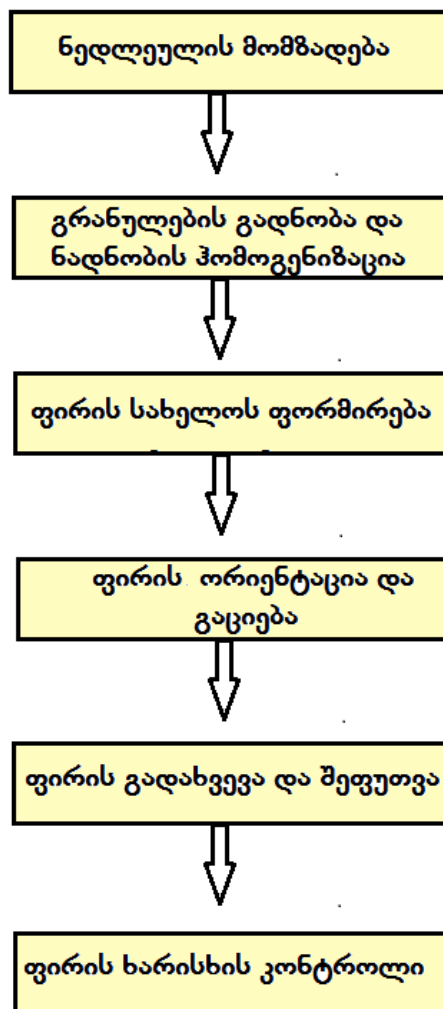 ნედლეულის მომზადება
გრანულების გადნობა და
ნადნობის ჰომოგენიზაცია
ფირის სახელოს ფორმირება
ფირის ორიენტაცია და
გაციება
ფირის გადახვევა და შეფუთვა
ფირის ხარისხის კონტროლი